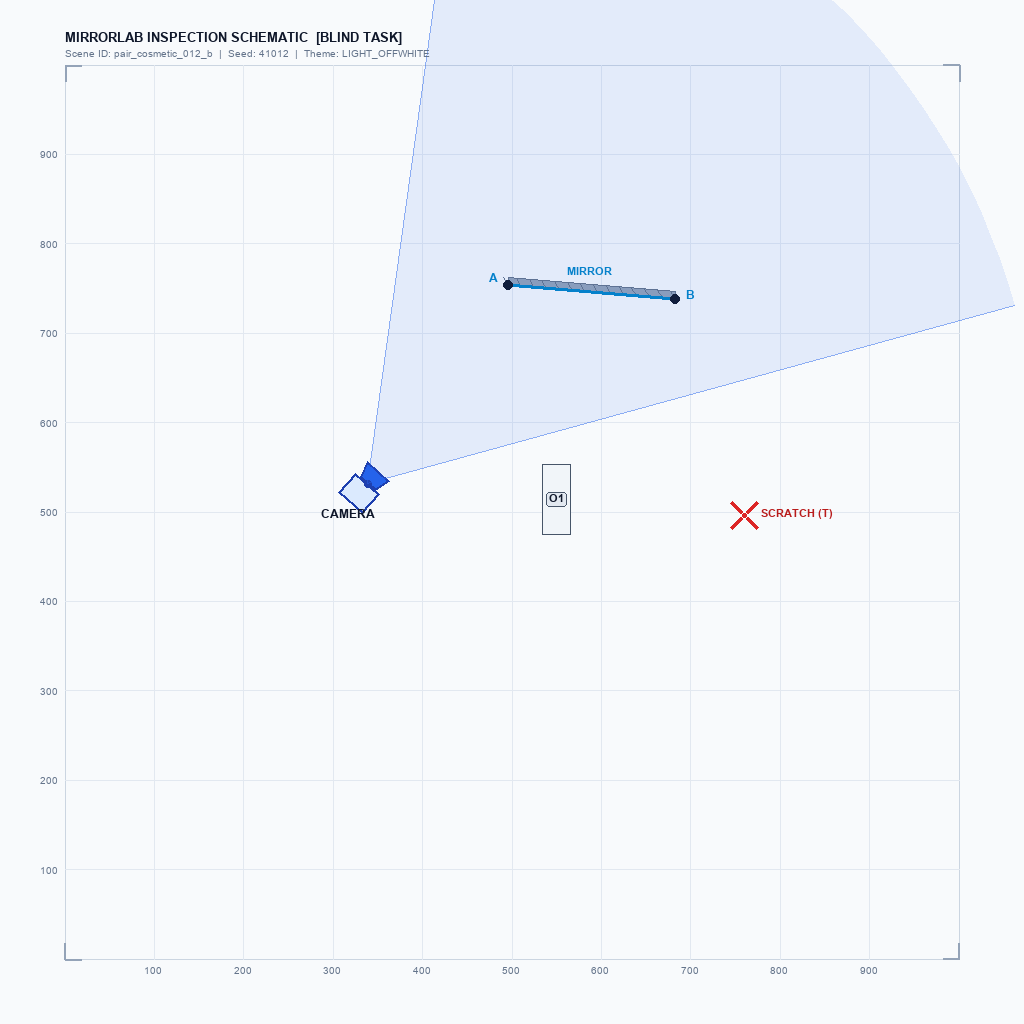 MIRRORLAB INSPECTION SCHEMATIC [BLIND TASK]
Scene ID: pair_cosmetic_012_b | Seed: 41012 | Theme: LIGHT_OFFWHITE
900
800
700
600
500
400
300
200
100
A
MIRROR
B
O1
CAMERA
SCRATCH (T)
100
200
300
400
500
600
700
800
900